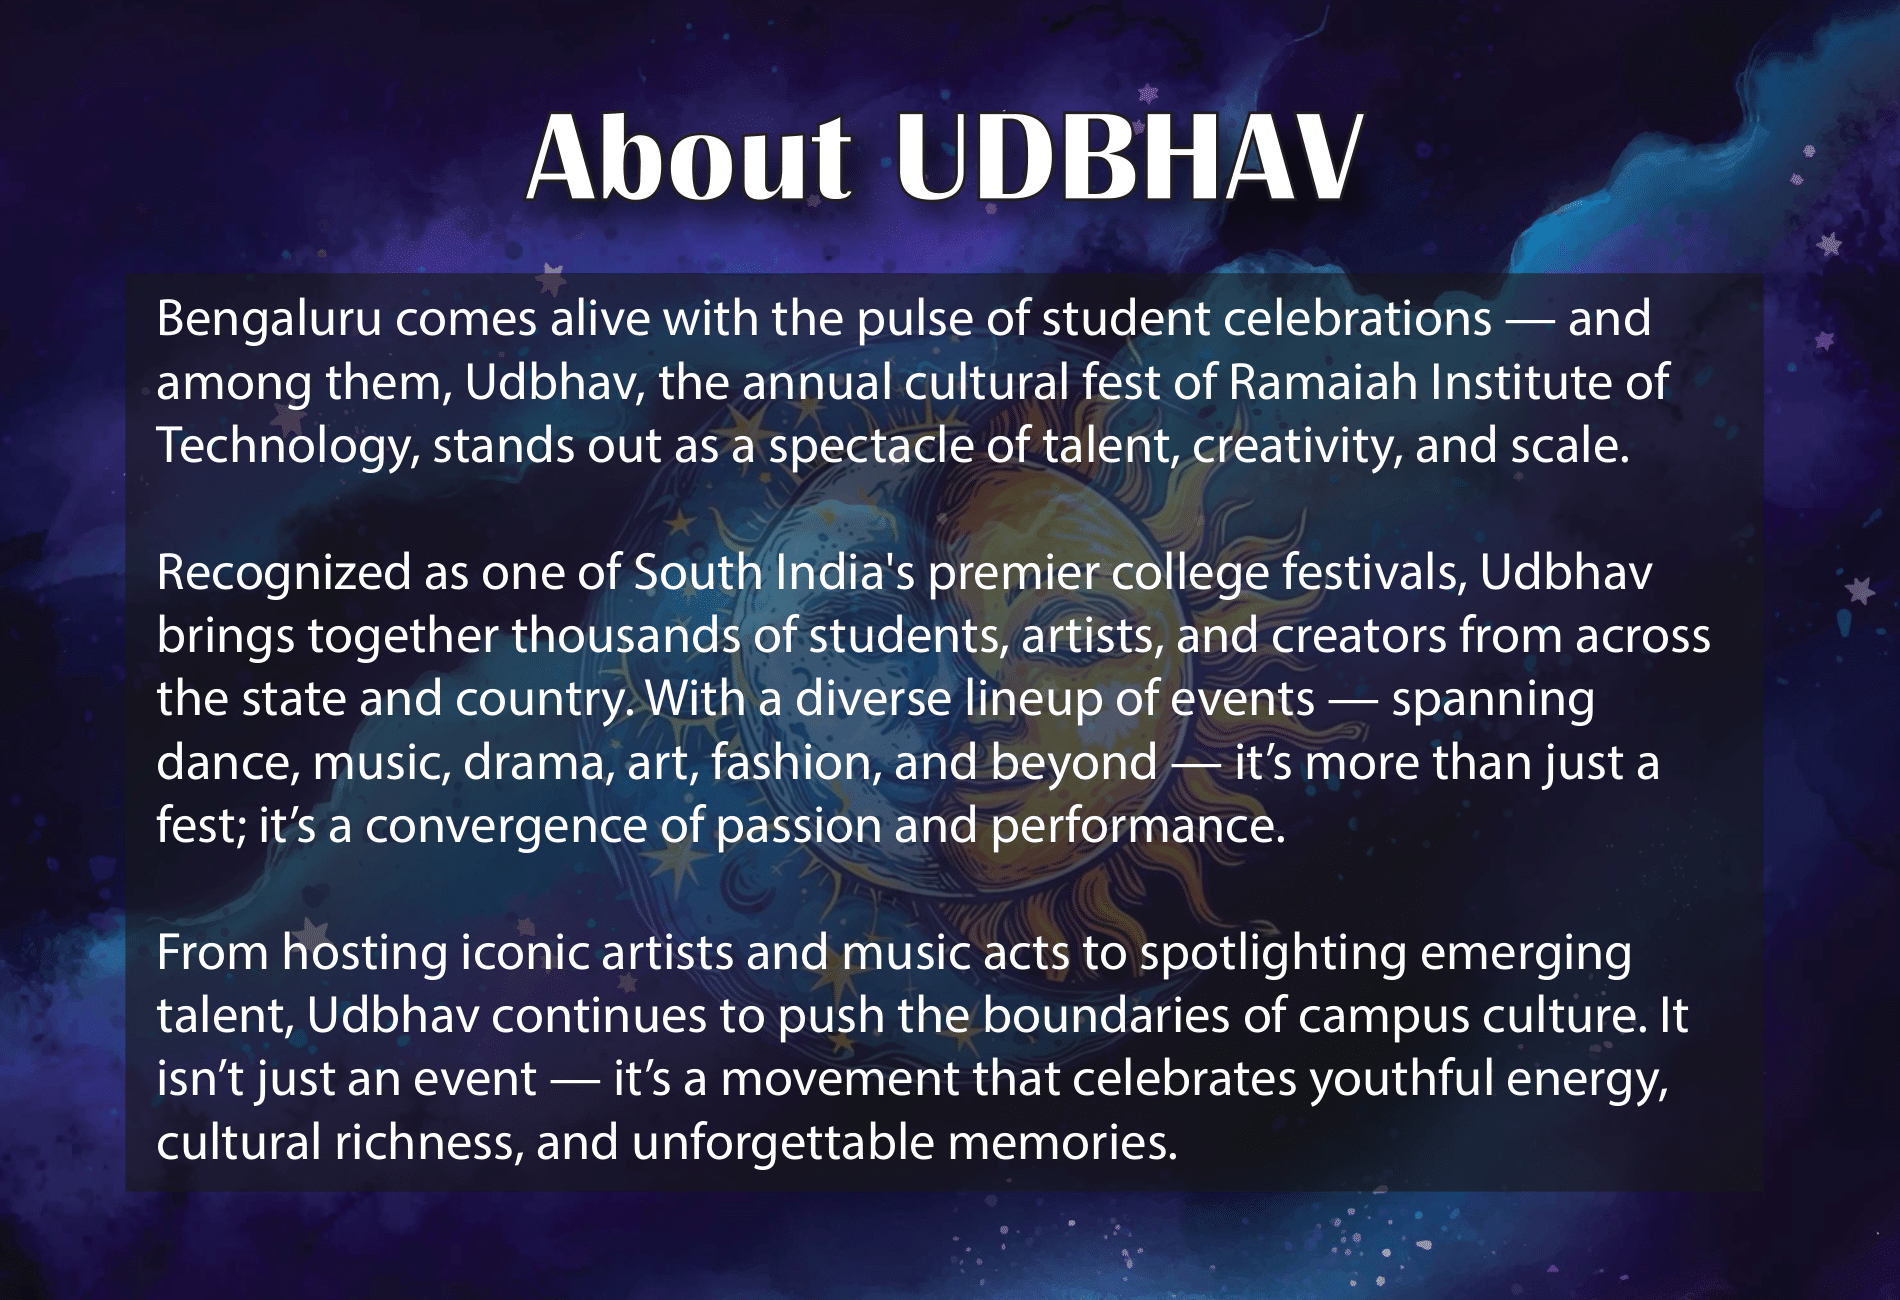 About UDBHAV
Bengaluru comes alive with the pulse of student celebrations — and
among them, Udbhav, the annual cultural fest of Ramaiah Institute of
Technology, stands out as a spectacle of talent, creativity, and scale.
Recognized as one of South India's premier college festivals, Udbhav
brings together thousands of students, artists, and creators from across
the state and country. With a diverse lineup of events — spanning
dance, music, drama, art, fashion, and beyond — it’s more than just a
fest; it’s a convergence of passion and performance.
From hosting iconic artists and music acts to spotlighting emerging
talent, Udbhav continues to push the boundaries of campus culture. It
isn’t just an event — it’s a movement that celebrates youthful energy,
cultural richness, and unforgettable memories.